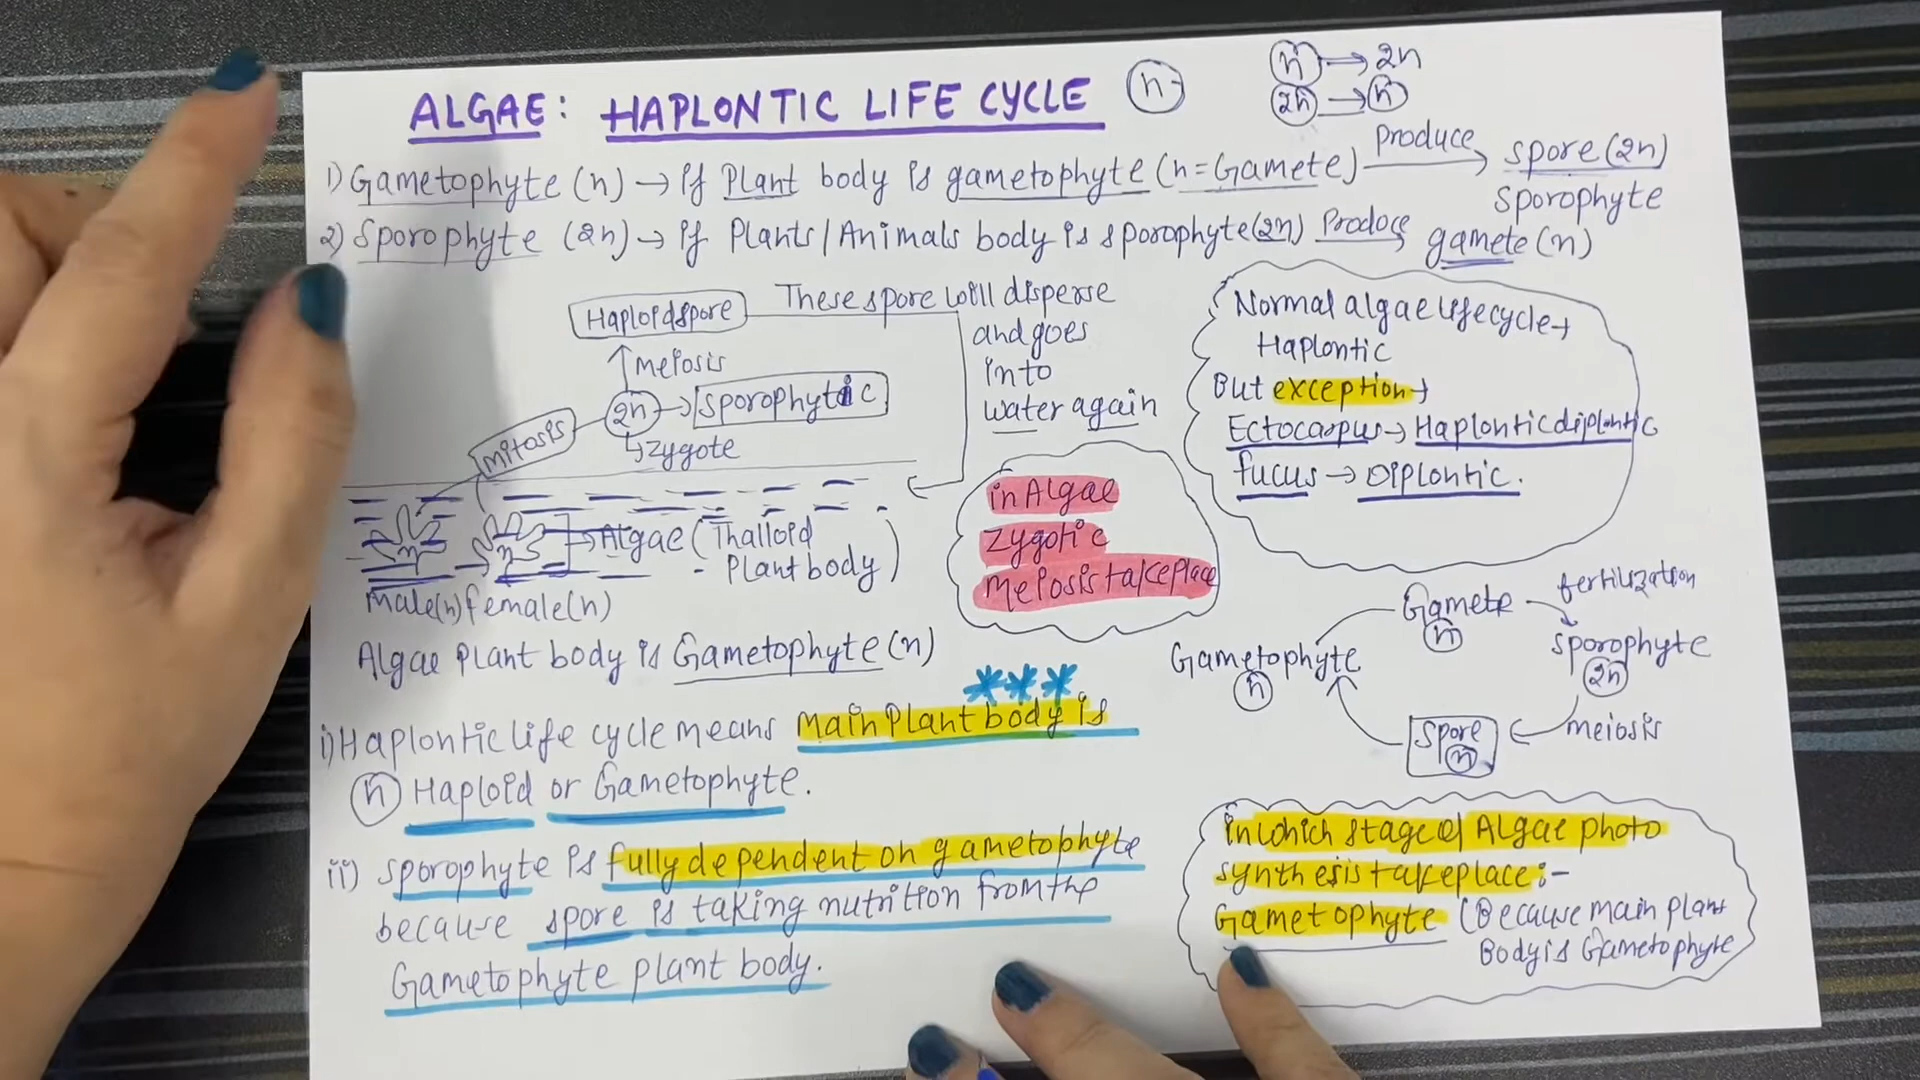 ALGAE: HAPLONTIC LIFE CYCLE (n)
n → 2n
2n → n
1) Gametophyte (n) → if Plant body is gametophyte (n = Gamete) Produce → spore (2n)
sporophyte
2) Sporophyte (2n) → if Plants/Animals body is sporophyte (2n) Produce → gamete (n)
Haploid spore
These spore will disperse
and goes
into
water again
↑ meiosis
2n → sporophytic
↳ zygote
mitosis
n n → Algae (Thalloid
- Plant body)
Male(n) female(n)
Algae plant body is Gametophyte (n)
in Algae
zygotic
meiosis take place
Normal algae life cycle →
Haplontic
But exception →
Ectocarpus → Haplontic diplontic
fucus → Diplontic.
Gamete
n
fertilization
sporophyte
2n
meiosis
spore
n
Gametophyte
n
***
i) Haplontic life cycle means main Plant body is
(n) Haploid or Gametophyte.
ii) sporophyte is fully dependent on gametophyte
because spore is taking nutrition from the
Gametophyte plant body.
in which stage of Algae photo
synthesis take place :-
Gametophyte (Because main plant
Body is Gametophyte